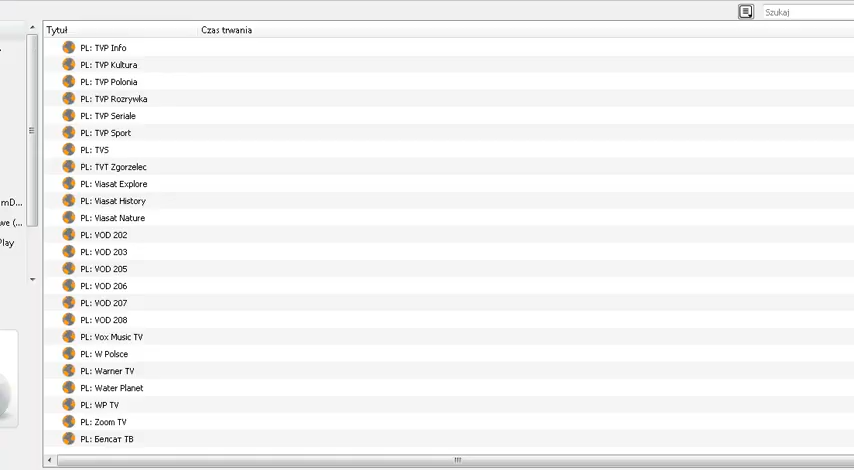 Szukaj
Tytuł Czas trwania
PL: TVP Info
PL: TVP Kultura
PL: TVP Polonia
PL: TVP Rozrywka
PL: TVP Seriale
PL: TVP Sport
PL: TVS
PL: TVT Zgorzelec
PL: Viasat Explore
PL: Viasat History
mD...
PL: Viasat Nature
we (...
PL: VOD 202
Play
PL: VOD 203
PL: VOD 205
PL: VOD 206
PL: VOD 207
PL: VOD 208
PL: Vox Music TV
PL: W Polsce
PL: Warner TV
PL: Water Planet
PL: WP TV
PL: Zoom TV
PL: Белсат ТВ